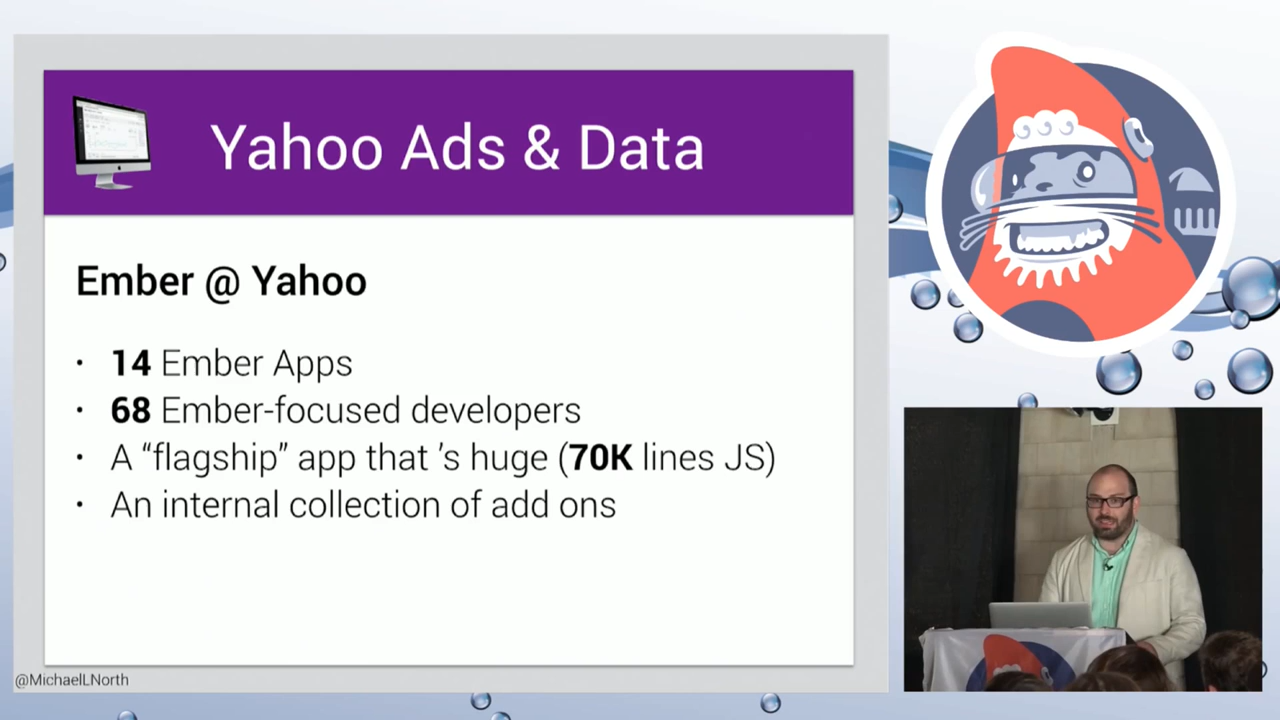 Yahoo Ads & Data
Ember @ Yahoo
• 14 Ember Apps
• 68 Ember-focused developers
• A “flagship” app that ’s huge (70K lines JS)
• An internal collection of add ons
@MichaelLNorth